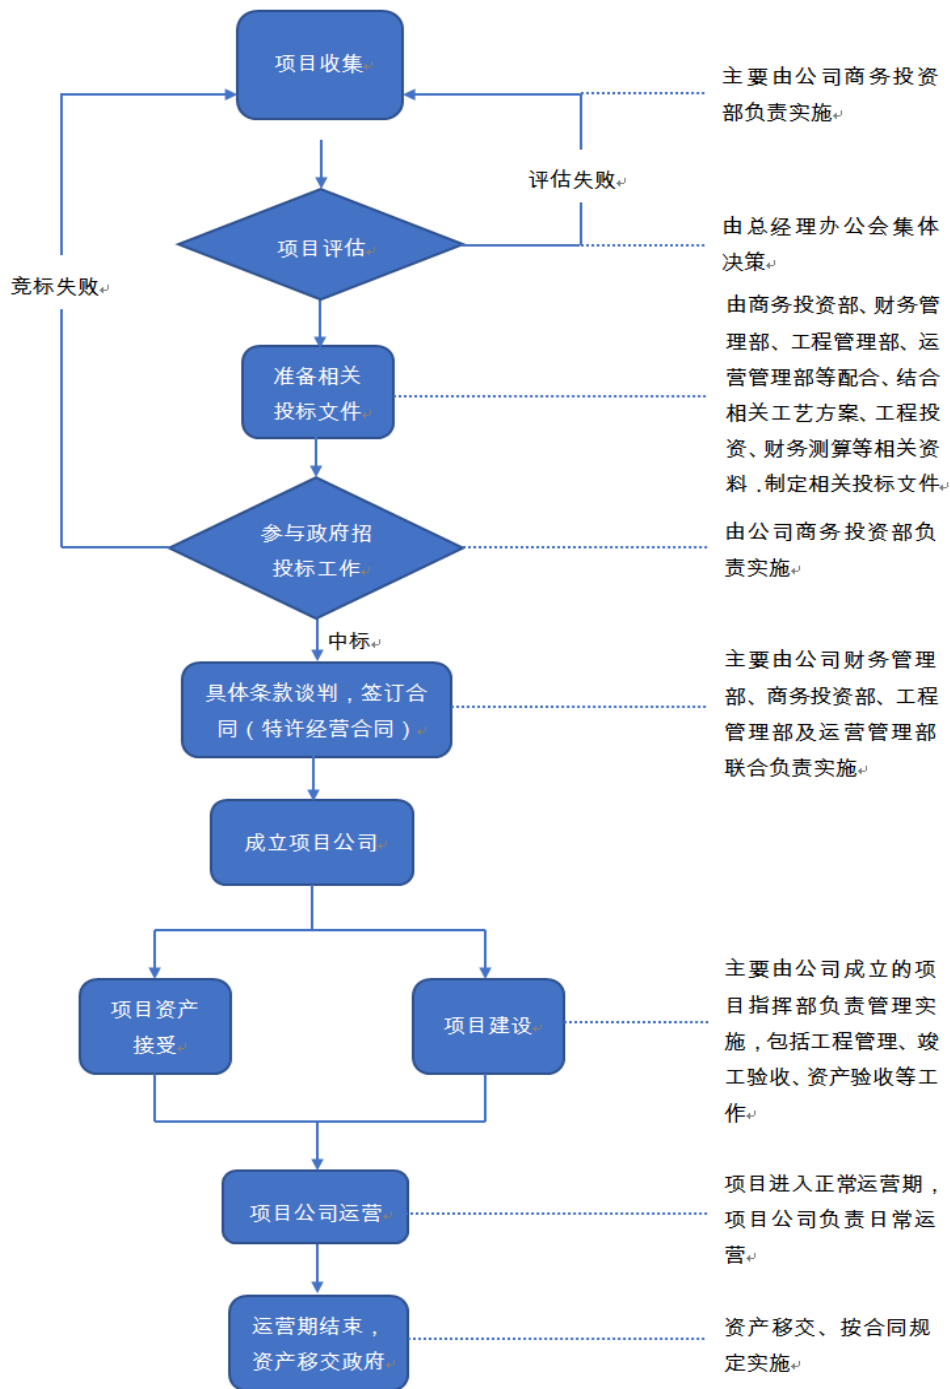 项目收集
主要由公司商务投资
部负责实施
评估失败
项目评估
由总经理办公会集体
决策
竞标失败
准备相关
投标文件
由商务投资部、财务管
理部、工程管理部、运
营管理部等配合、结合
相关工艺方案、工程投
资、财务测算等相关资
料．制定相关投标文件
参与政府招
投标工作
由公司商务投资部负
责实施
中标
具体条款谈判，签订合
同（特许经营合同）
主要由公司财务管理
部、商务投资部、工程
管理部及运营管理部
联合负责实施
成立项目公司
项目资产
接受
项目建设
主要由公司成立的项
目指挥部负责管理实
施，包括工程管理、竣
工验收、资产验收等工
作
项目公司运营
项目进入正常运营期，
项目公司负责日常运
营
运营期结束，
资产移交政府
资产移交、按合同规
定实施